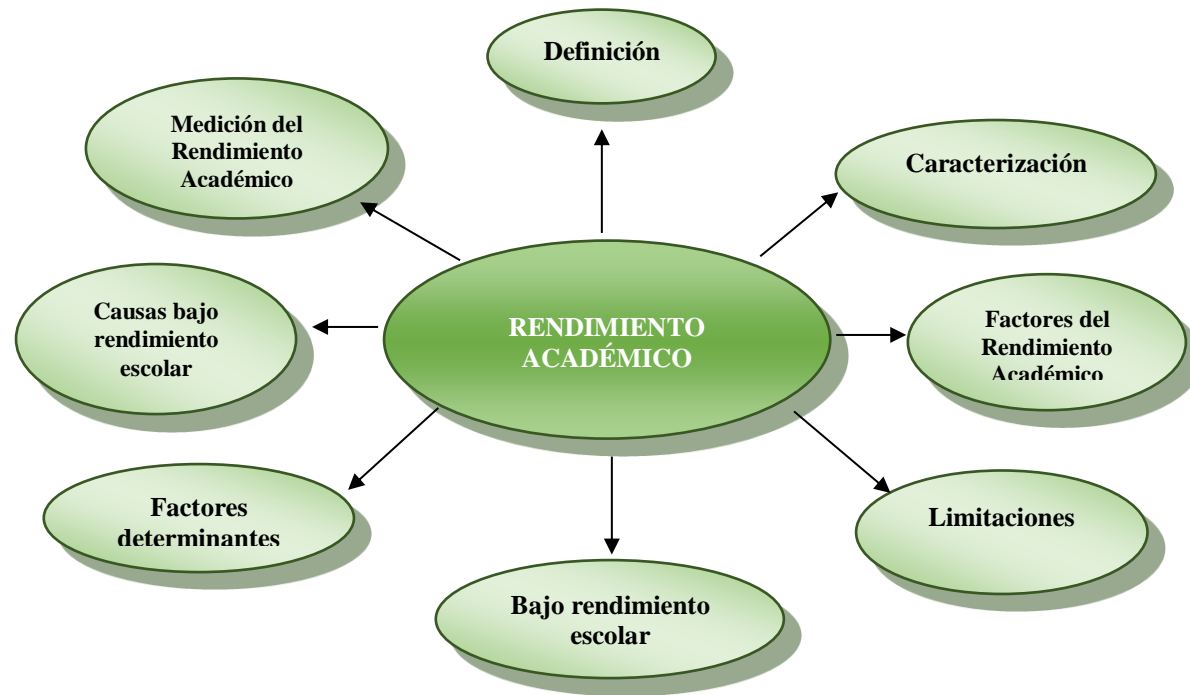 Definición
Medición del
Rendimiento
Académico
Caracterización
Causas bajo
rendimiento
escolar
RENDIMIENTO
ACADÉMICO
Factores del
Rendimiento
Académico
Factores
determinantes
Limitaciones
Bajo rendimiento
escolar